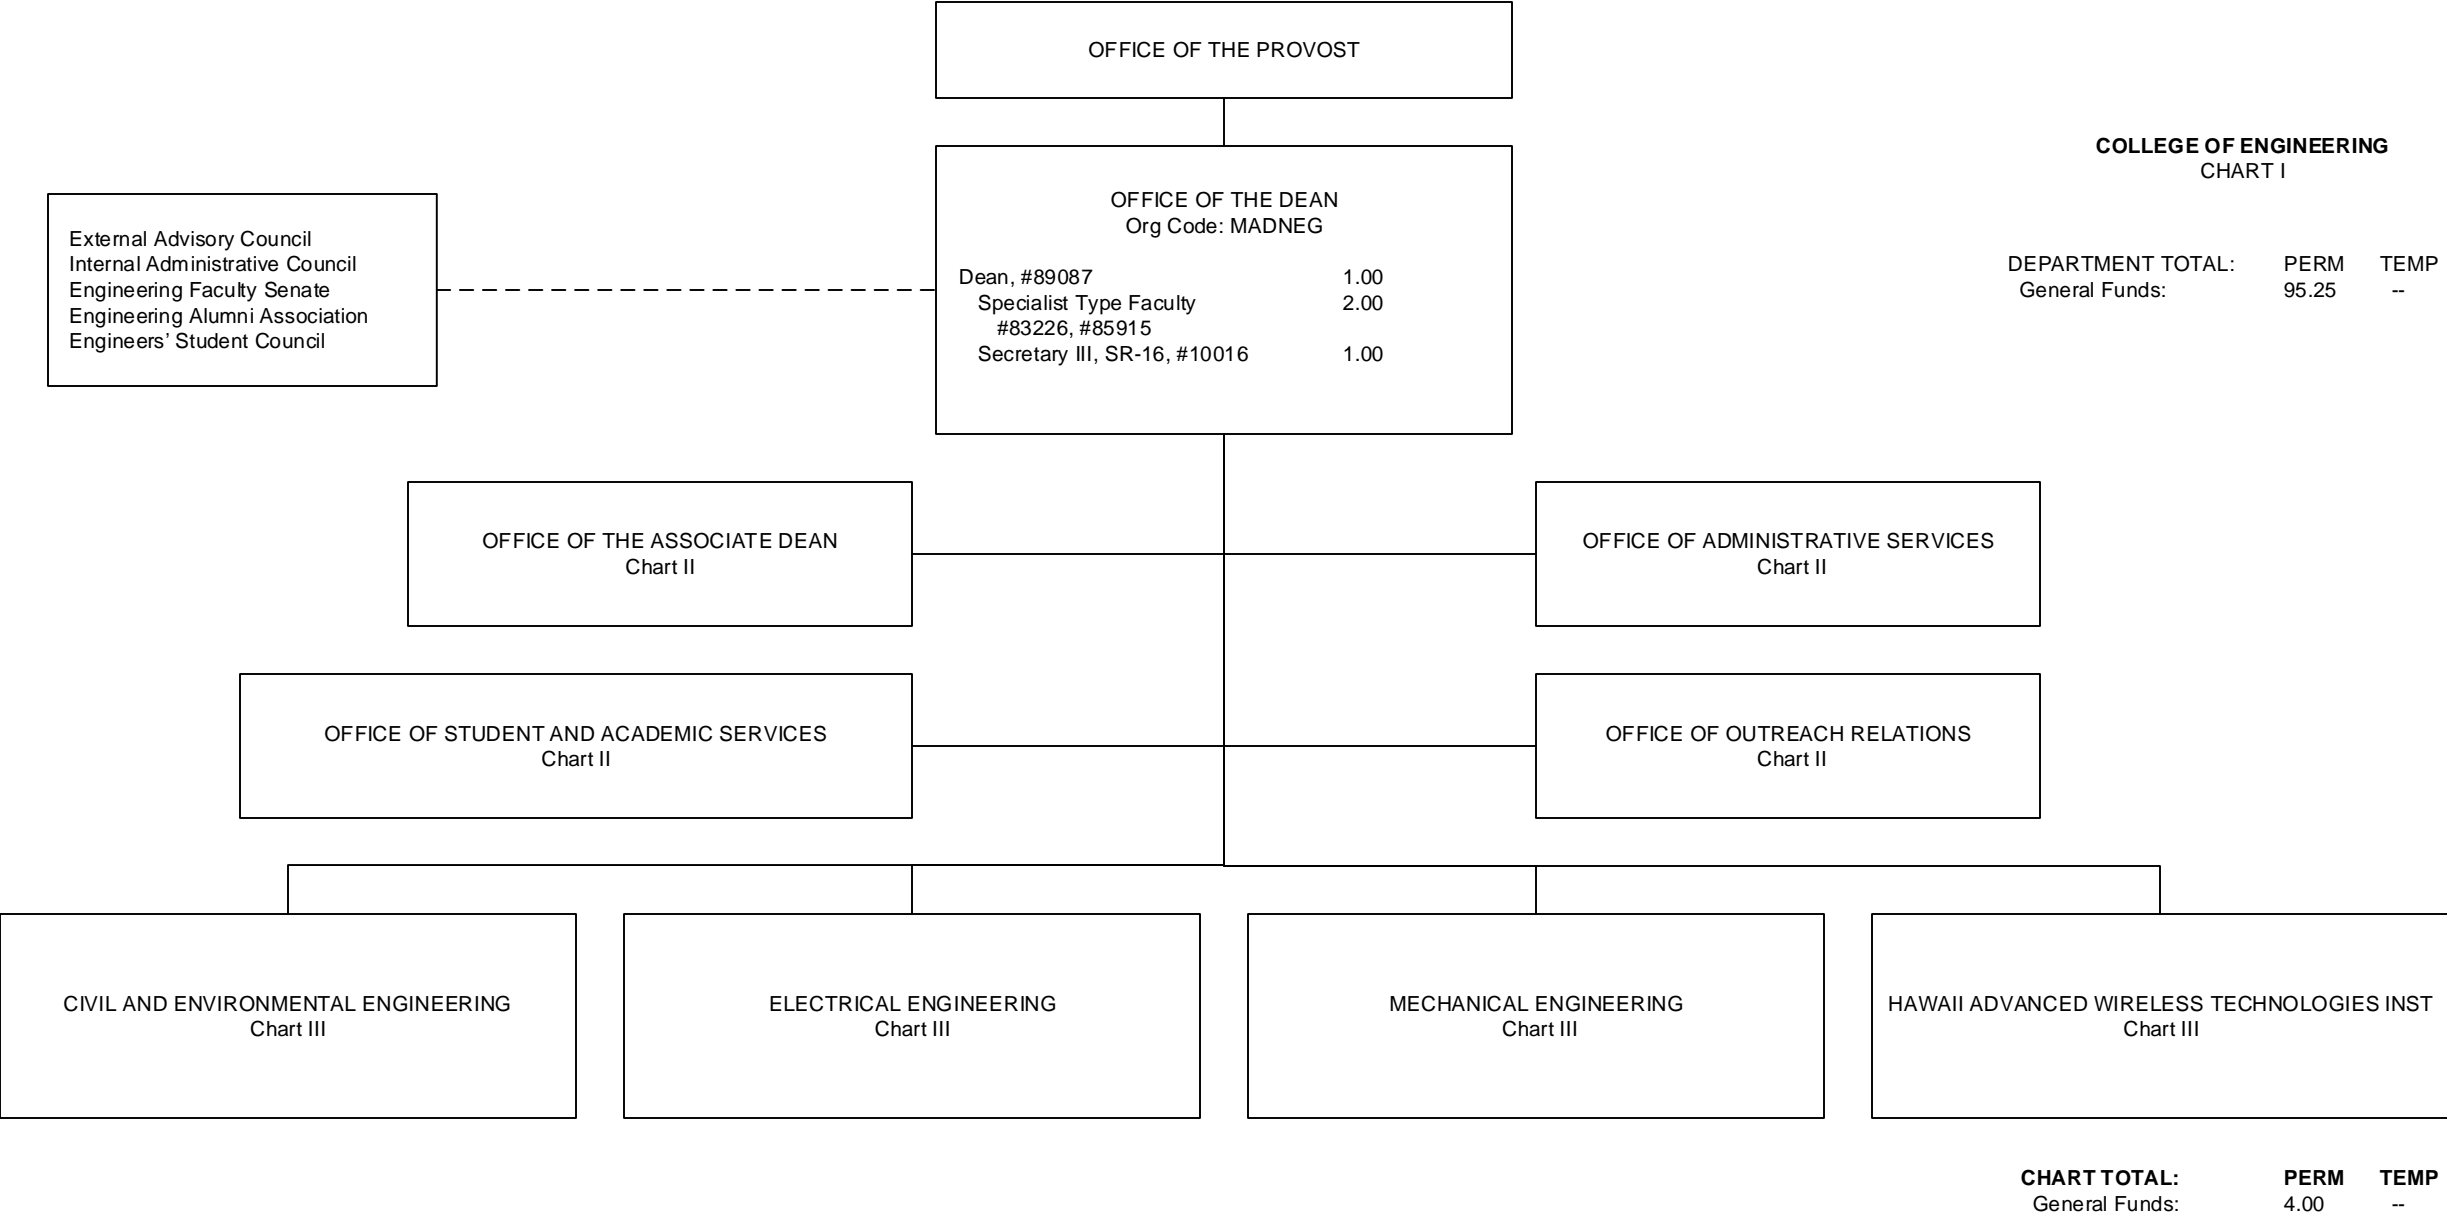 OFFICE OF THE PROVOST
COLLEGE OF ENGINEERING
CHART I
DEPARTMENT TOTAL: PERM TEMP
General Funds: 95.25 --
OFFICE OF THE DEAN
Org Code: MADNEG
Dean, #89087 1.00
Specialist Type Faculty 2.00
#83226, #85915
Secretary III, SR-16, #10016 1.00
External Advisory Council
Internal Administrative Council
Engineering Faculty Senate
Engineering Alumni Association
Engineers’ Student Council
OFFICE OF THE ASSOCIATE DEAN
Chart II
OFFICE OF ADMINISTRATIVE SERVICES
Chart II
OFFICE OF STUDENT AND ACADEMIC SERVICES
Chart II
OFFICE OF OUTREACH RELATIONS
Chart II
CIVIL AND ENVIRONMENTAL ENGINEERING
Chart III
ELECTRICAL ENGINEERING
Chart III
MECHANICAL ENGINEERING
Chart III
HAWAII ADVANCED WIRELESS TECHNOLOGIES INST
Chart III
CHART TOTAL: PERM TEMP
General Funds: 4.00 --